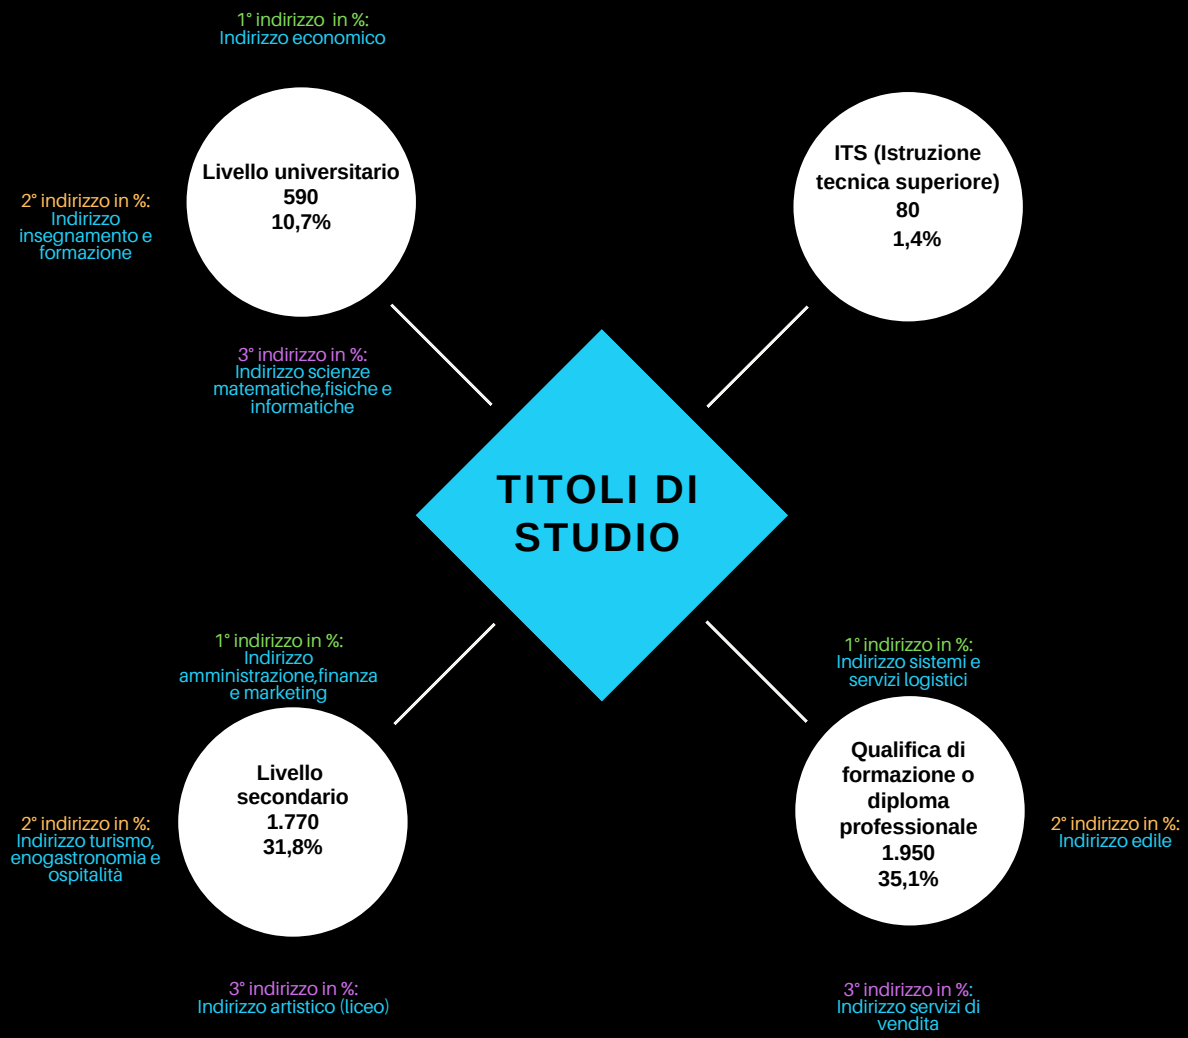 1° indirizzo in %:
Indirizzo economico
Livello universitario
590
10,7%
2° indirizzo in %:
Indirizzo
insegnamento e
formazione
3° indirizzo in %:
Indirizzo scienze
matematiche,fisiche e
informatiche
ITS (Istruzione
tecnica superiore)
80
1,4%
TITOLI DI
STUDIO
1° indirizzo in %:
Indirizzo
amministrazione,finanza
e marketing
Livello
secondario
1.770
31,8%
2° indirizzo in %:
Indirizzo turismo,
enogastronomia e
ospitalità
3° indirizzo in %:
Indirizzo artistico (liceo)
1° indirizzo in %:
Indirizzo sistemi e
servizi logistici
Qualifica di
formazione o
diploma
professionale
1.950
35,1%
2° indirizzo in %:
Indirizzo edile
3° indirizzo in %:
Indirizzo servizi di
vendita